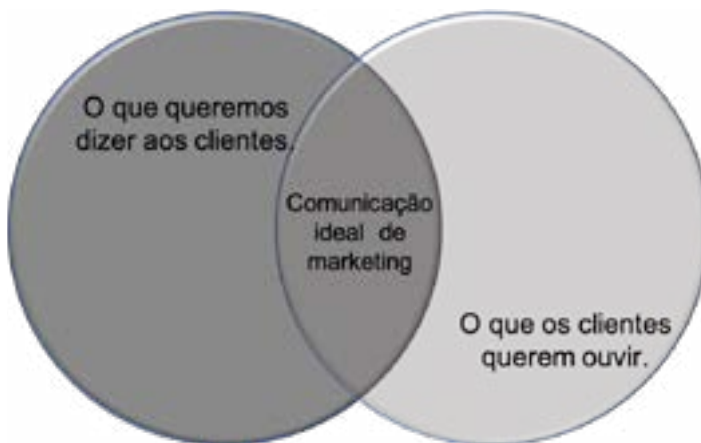 O que queremos
dizer aos clientes.
Comunicação
ideal de
marketing
O que os clientes
querem ouvir.